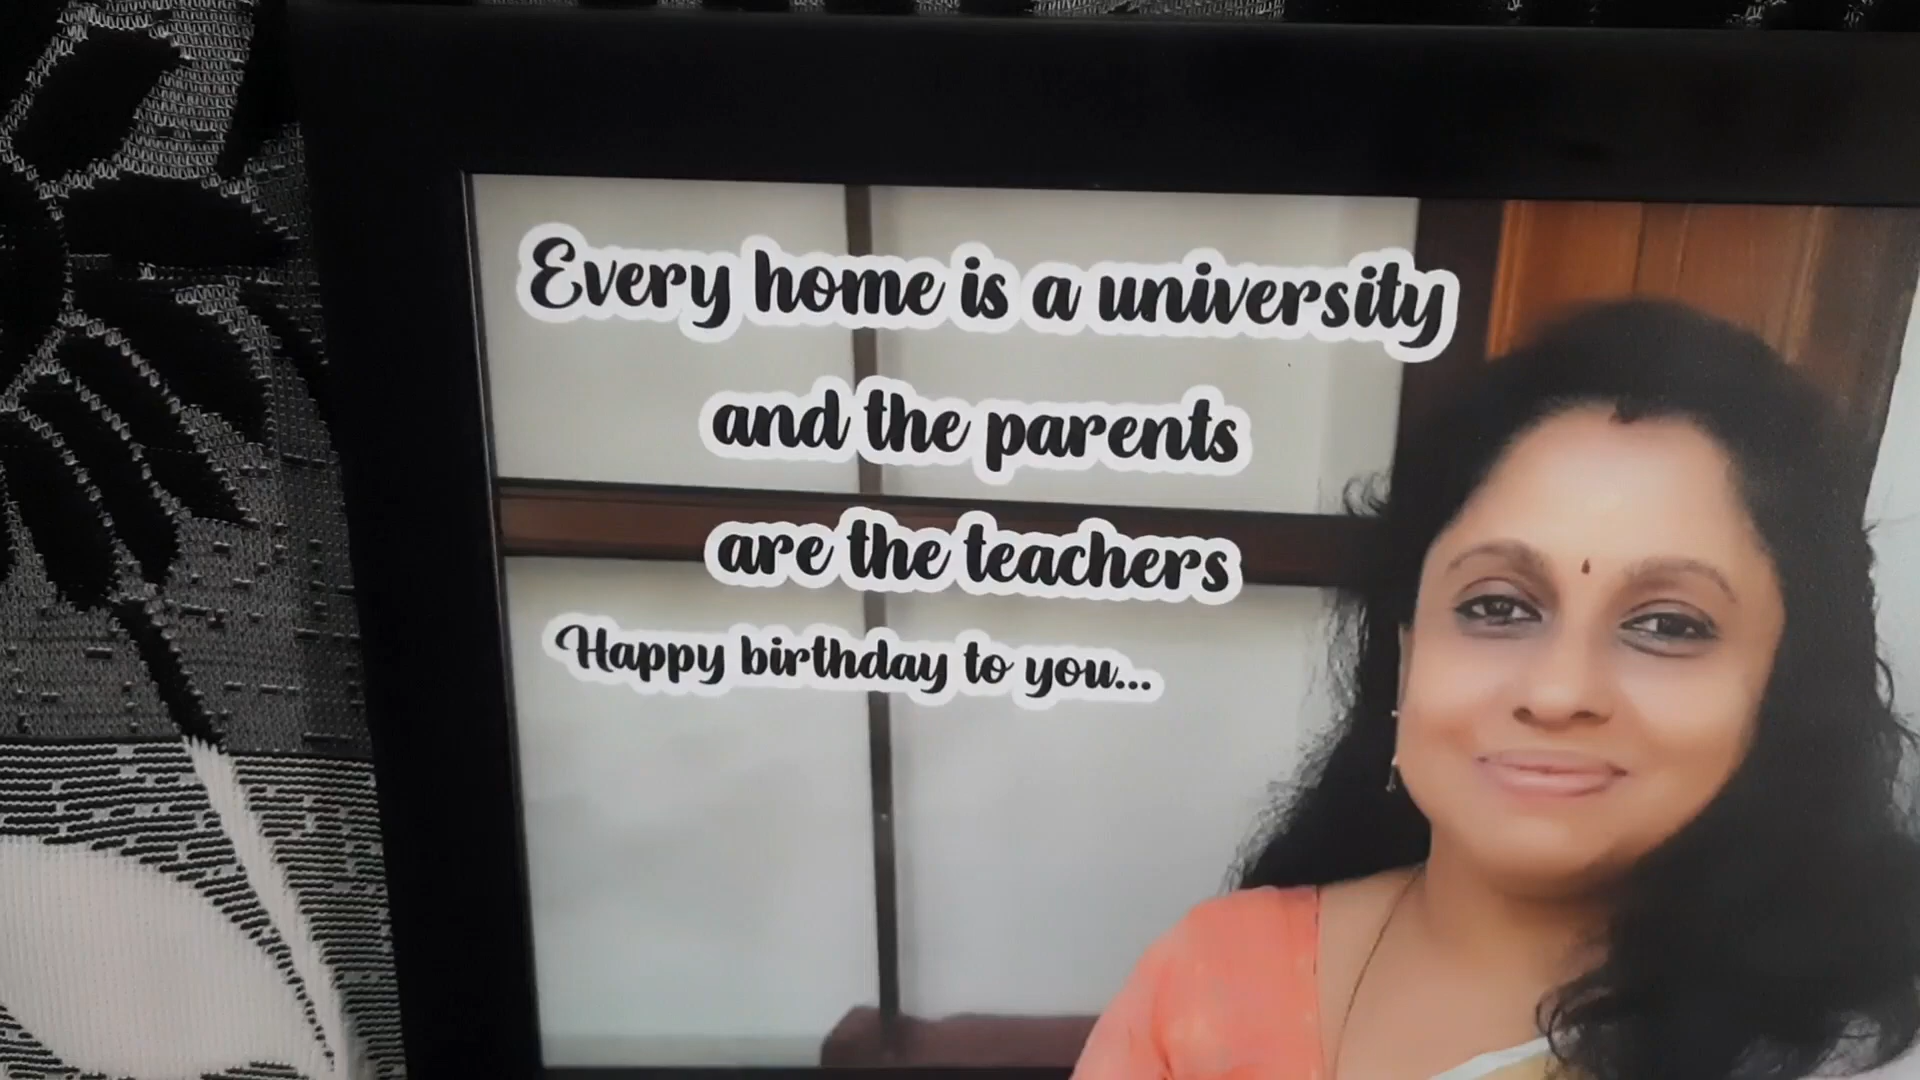 Every home is a university
and the parents
are the teachers
Happy birthday to you...